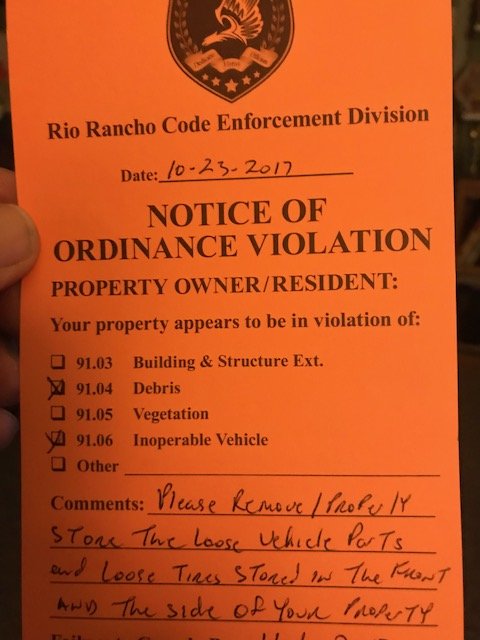 Rio Rancho Code Enforcement Division
Date: 10-23-2017
NOTICE OF
ORDINANCE VIOLATION
PROPERTY OWNER/RESIDENT:
Your property appears to be in violation of:
91.03 Building & Structure Ext.
91.04 Debris
91.05 Vegetation
91.06 Inoperable Vehicle
Other
Comments: Please Remove/Properly
Store The Loose Vehicle Parts
and Loose Tires Stored in The Front
AND The Side of Your Property